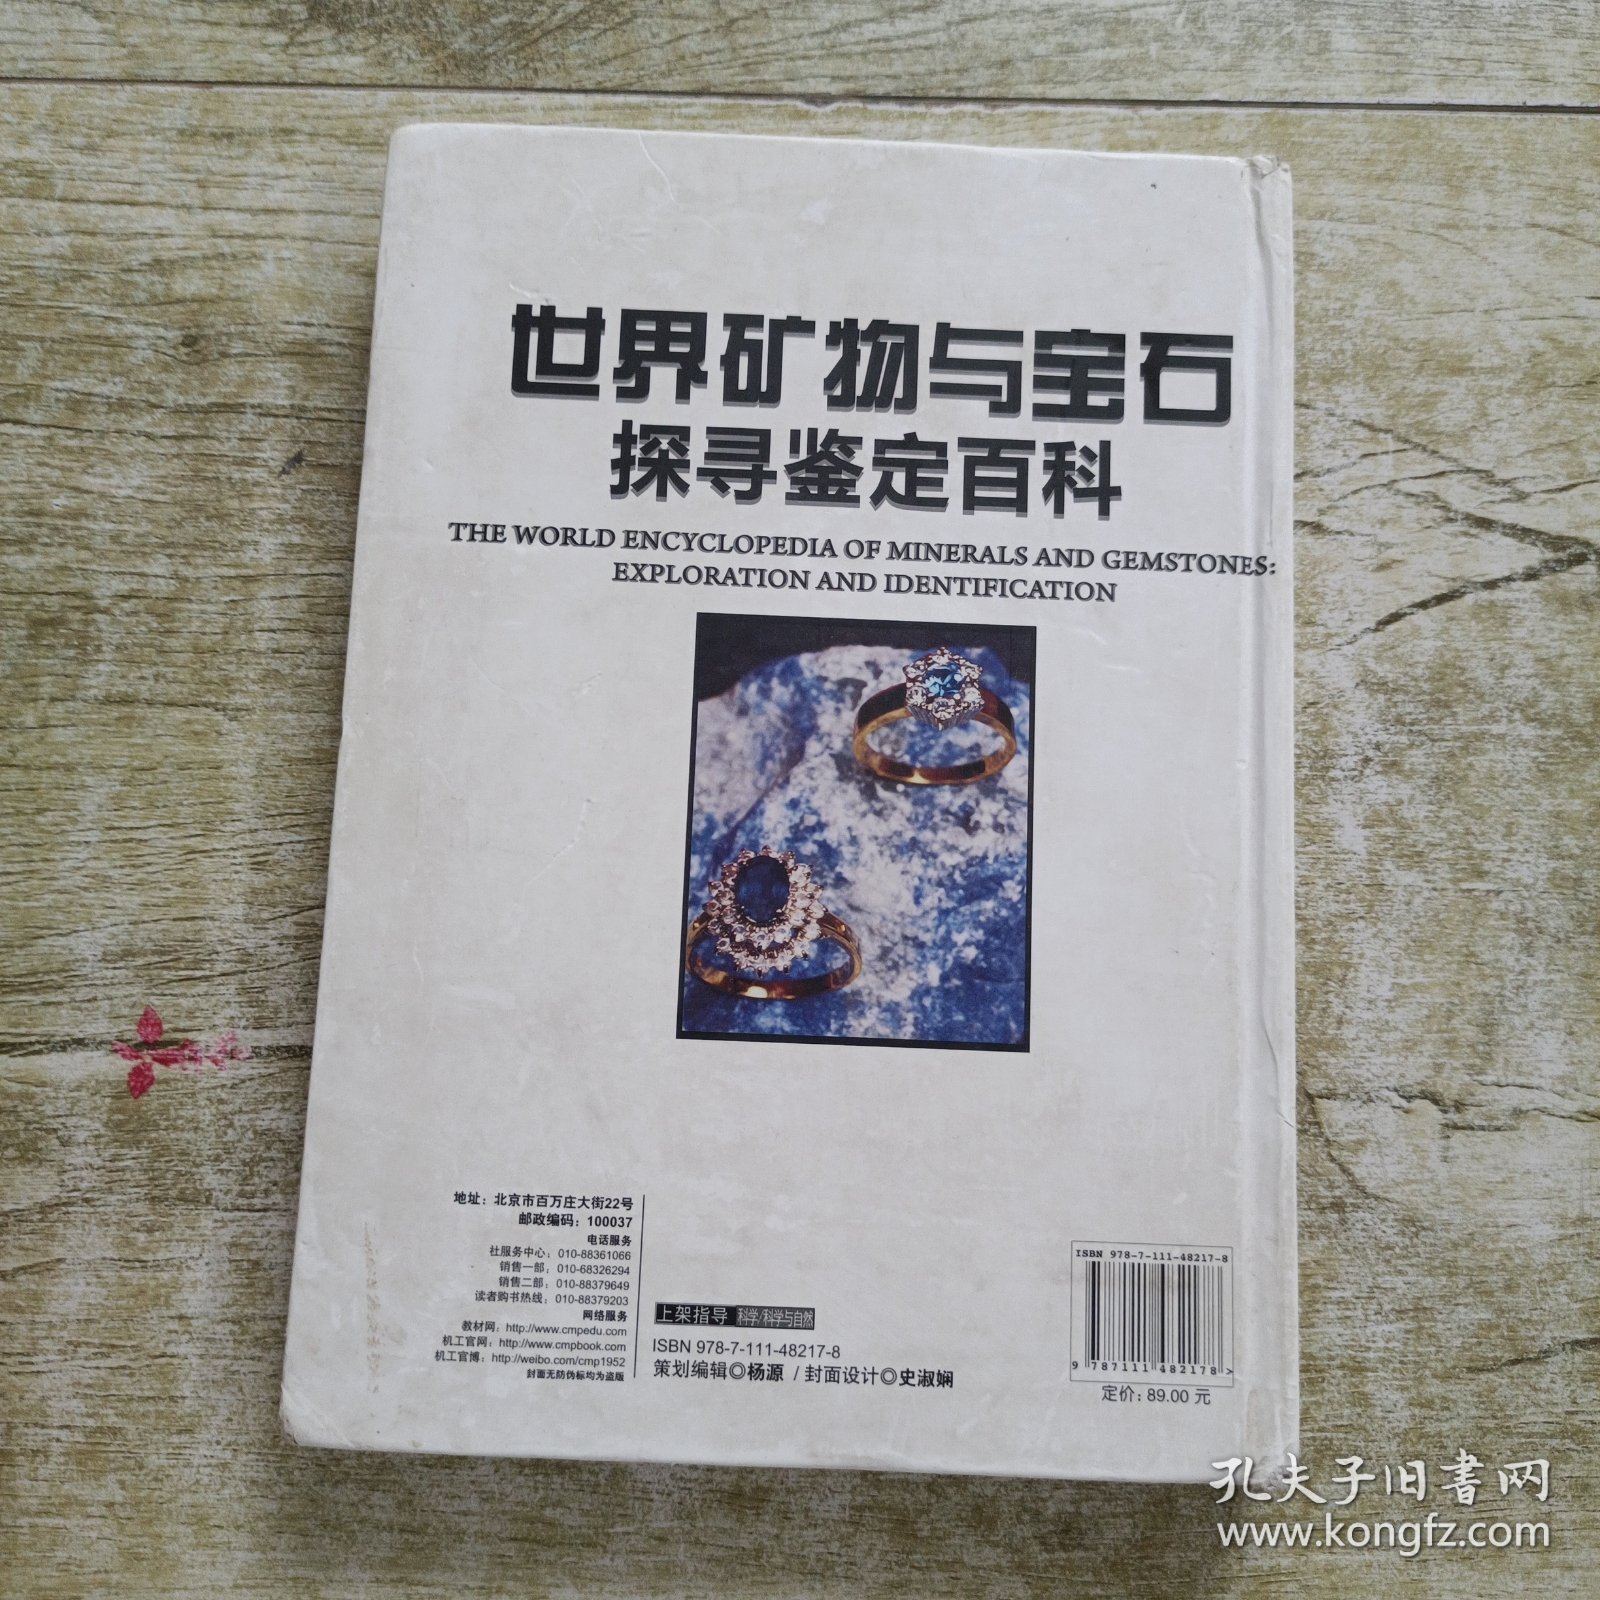 世界矿物与宝石
探寻鉴定百科
THE WORLD ENCYCLOPEDIA OF MINERALS AND GEMSTONES:
EXPLORATION AND IDENTIFICATION
地址：北京市百万庄大街22号
邮政编码：100037
电话服务
社服务中心：010-88361066
销售一部：010-68326294
销售二部：010-88379649
读者购书热线：010-88379203
网络服务
教材网：http://www.cmpedu.com
机工官网：http://www.cmpbook.com
机工官博：http://weibo.com/cmp1952
封面无防伪标均为盗版
上架指导 科学/科学与自然
ISBN 978-7-111-48217-8
策划编辑◎杨源 / 封面设计◎史淑娴
ISBN 978-7-111-48217-8
9 787111 482178 >
定价：89.00 元
孔夫子旧書网
www.kongfz.com